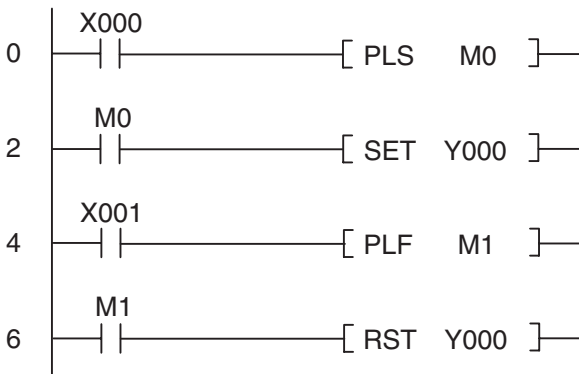 X000
0 PLS M0
M0
2 SET Y000
X001
4 PLF M1
M1
6 RST Y000